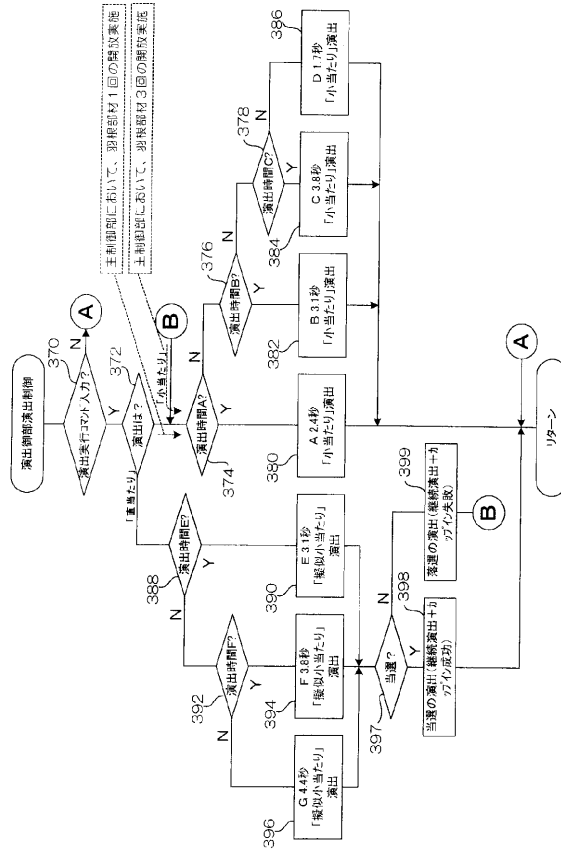 演出御部演出制御
370
演出実行ｺﾏﾝﾄﾞ入力？
N
A
Y
372
演出は？
「直当たり」
「小当たり」
主制御部において、羽根部材１回の開放実施
主制御部において、羽根部材３回の開放実施
B
374
演出時間A?
N
Y
376
演出時間B?
N
Y
378
演出時間C?
N
Y
380
A 2.4秒
「小当たり」演出
382
B 3.1秒
「小当たり」演出
384
C 3.8秒
「小当たり」演出
386
D 1.7秒
「小当たり」演出
388
演出時間E?
N
Y
390
E 3.1秒
「擬似小当たり」
演出
392
演出時間F?
N
Y
394
F 3.8秒
「擬似小当たり」
演出
396
G 4.4秒
「擬似小当たり」
演出
397
当選？
N
Y
398
当選の演出(継続演出＋ｶ
ｯﾌﾟｲﾝ成功)
399
落選の演出(継続演出＋ｶ
ｯﾌﾟｲﾝ失敗)
B
A
リターン